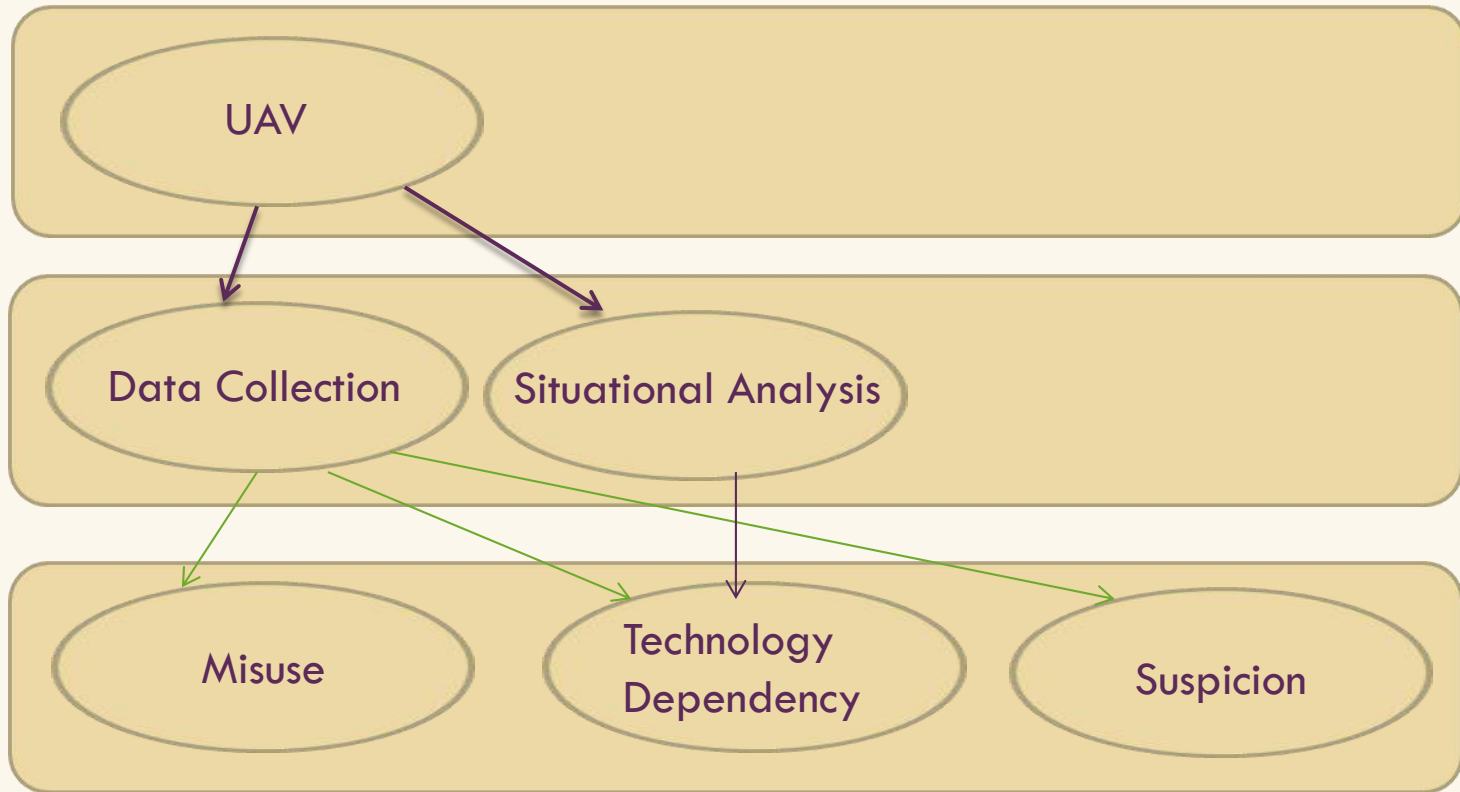 UAV
Data Collection
Situational Analysis
Misuse
Technology
Dependency
Suspicion